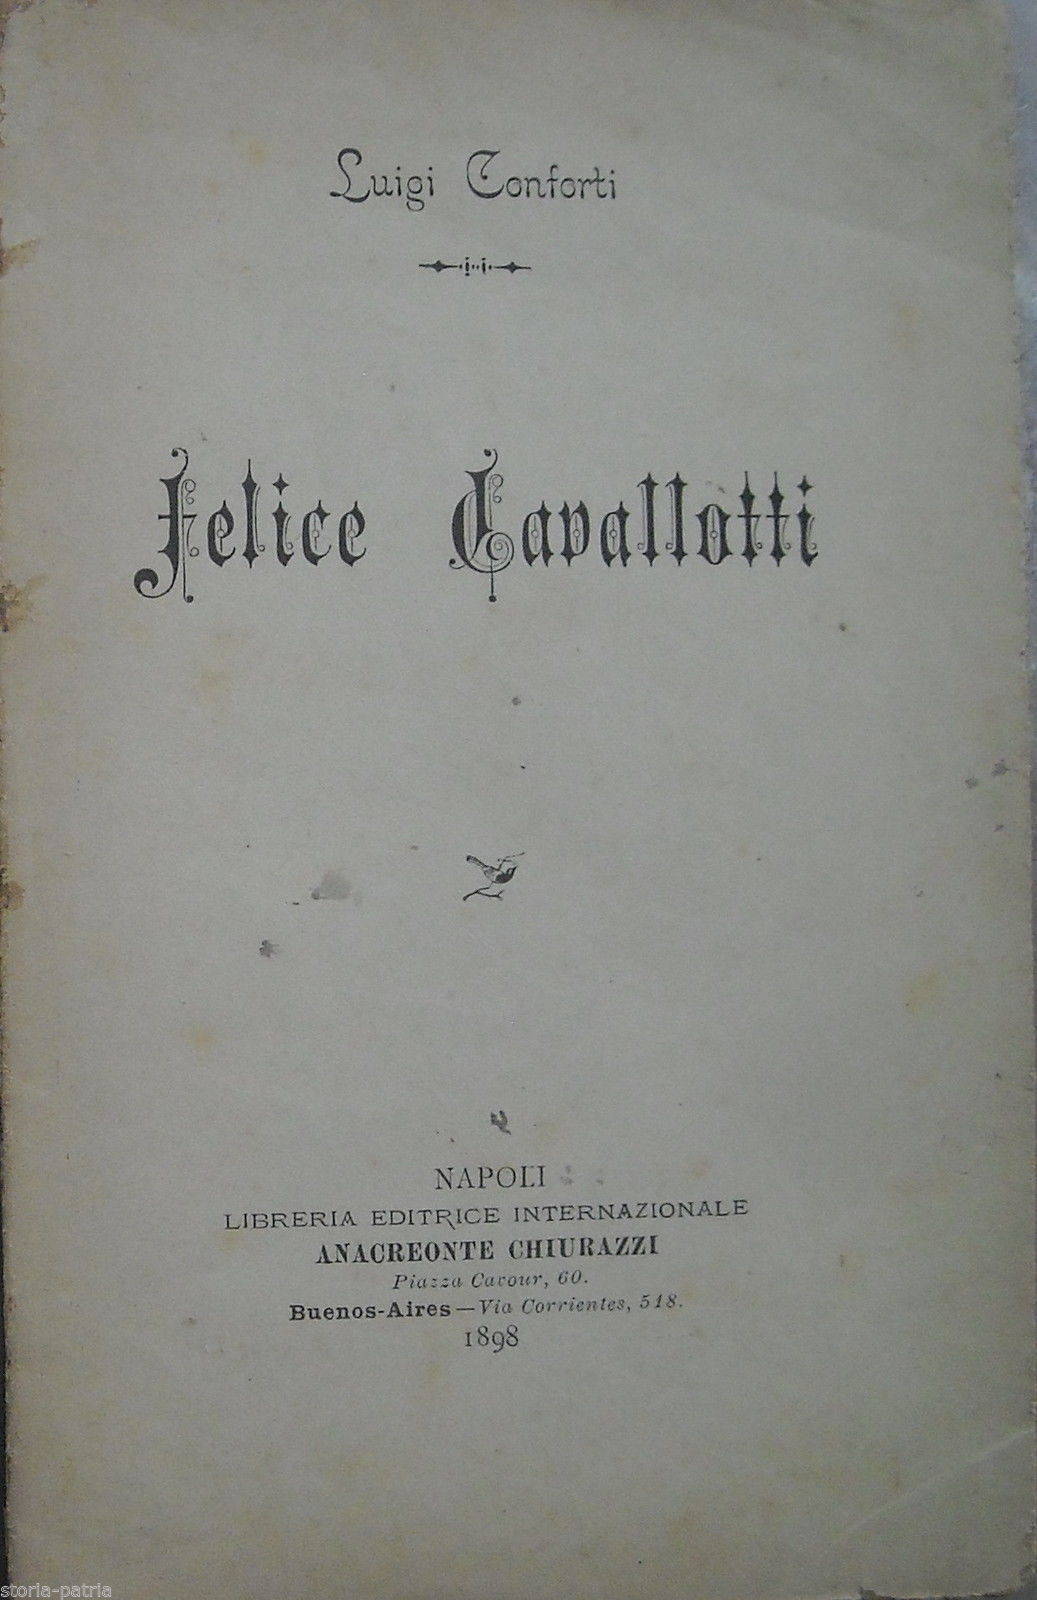 Luigi Conforti
Felice Cavallotti
NAPOLI
LIBRERIA EDITRICE INTERNAZIONALE
ANACREONTE CHIURAZZI
Piazza Cavour, 60.
Buenos-Aires—Via Corrientes, 518.
1898
storia-patria